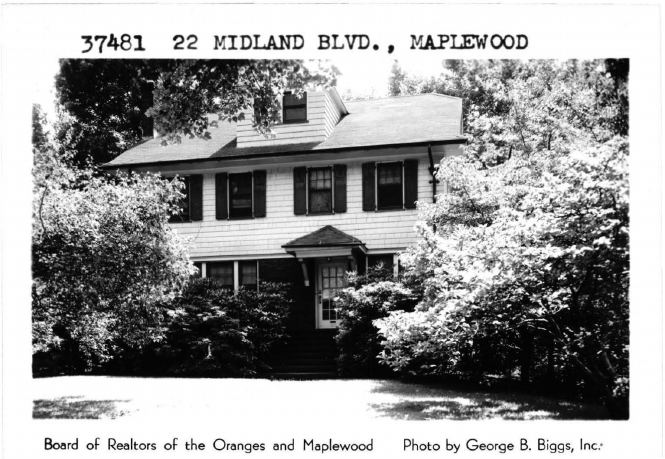 37481 22 MIDLAND BLVD., MAPLEWOOD
Board of Realtors of the Oranges and Maplewood Photo by George B. Biggs, Inc.